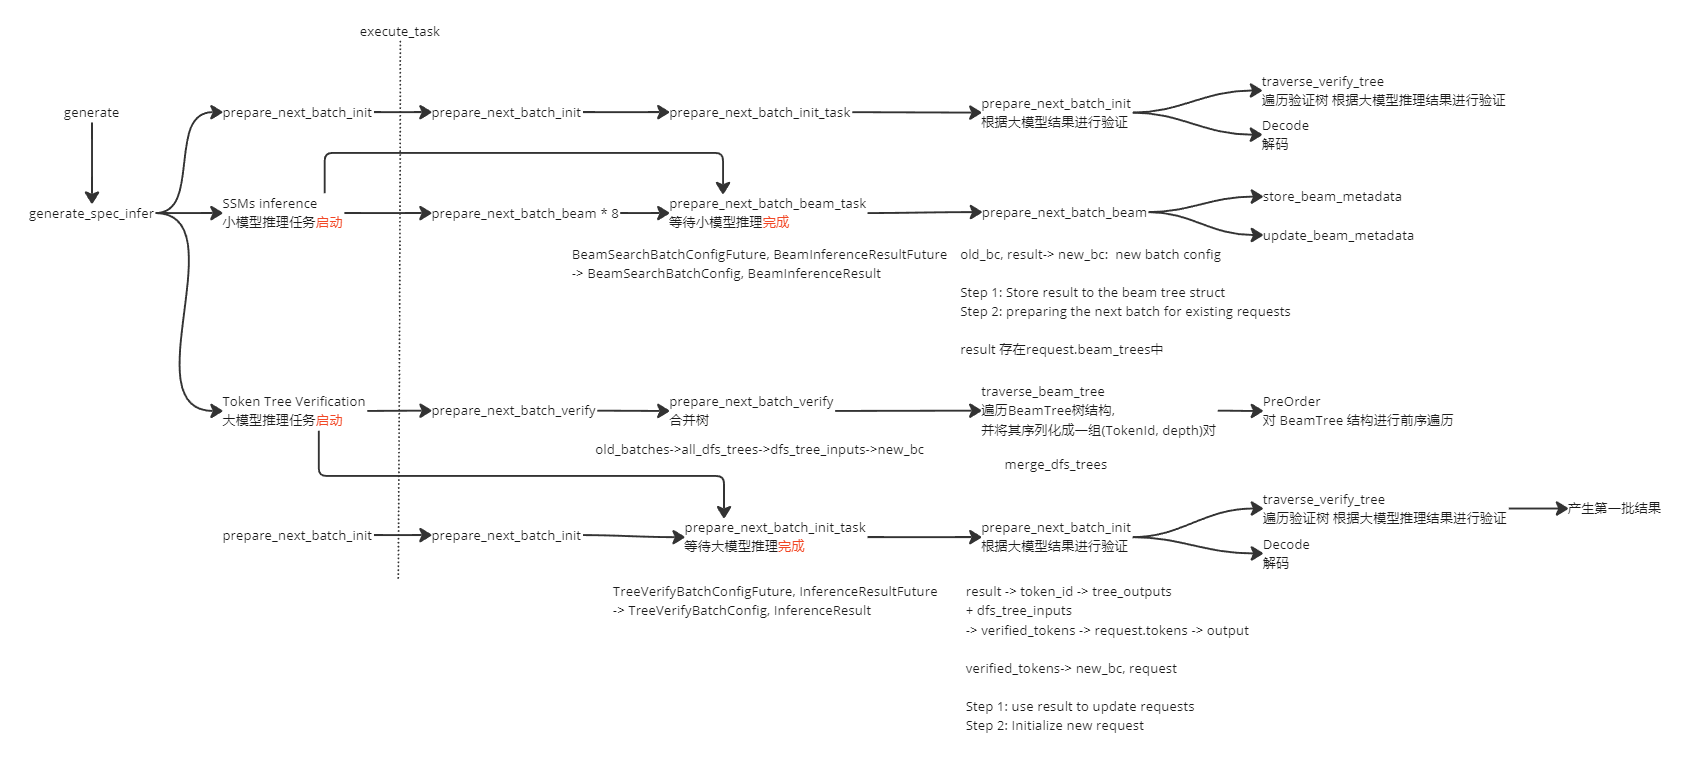 execute_task
generate
prepare_next_batch_init
prepare_next_batch_init
prepare_next_batch_init_task
prepare_next_batch_init
根据大模型结果进行验证
traverse_verify_tree
遍历验证树 根据大模型推理结果进行验证
Decode
解码
generate_spec_infer
SSMs inference
小模型推理任务启动
prepare_next_batch_beam * 8
prepare_next_batch_beam_task
等待小模型推理完成
prepare_next_batch_beam
store_beam_metadata
update_beam_metadata
BeamSearchBatchConfigFuture, BeamInferenceResultFuture
-> BeamSearchBatchConfig, BeamInferenceResult
old_bc, result-> new_bc:  new batch config
Step 1: Store result to the beam tree struct
Step 2: preparing the next batch for existing requests
result 存在request.beam_trees中
Token Tree Verification
大模型推理任务启动
prepare_next_batch_verify
prepare_next_batch_verify
合并树
traverse_beam_tree
遍历BeamTree树结构,
并将其序列化成一组(TokenId, depth)对
PreOrder
对 BeamTree 结构进行前序遍历
old_batches->all_dfs_trees->dfs_tree_inputs->new_bc
merge_dfs_trees
prepare_next_batch_init
prepare_next_batch_init
prepare_next_batch_init_task
等待大模型推理完成
prepare_next_batch_init
根据大模型结果进行验证
traverse_verify_tree
遍历验证树 根据大模型推理结果进行验证
产生第一批结果
Decode
解码
TreeVerifyBatchConfigFuture, InferenceResultFuture
-> TreeVerifyBatchConfig, InferenceResult
result -> token_id -> tree_outputs
+ dfs_tree_inputs
-> verified_tokens -> request.tokens -> output
verified_tokens-> new_bc, request
Step 1: use result to update requests
Step 2: Initialize new request